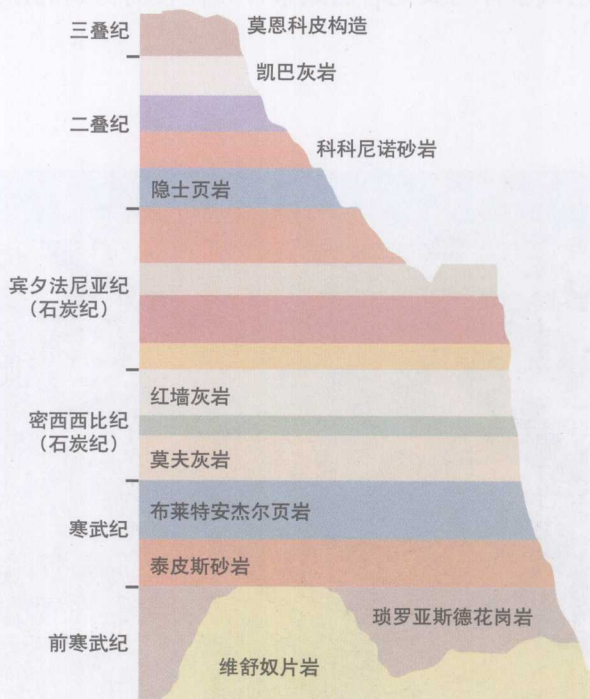 三叠纪
莫恩科皮构造
凯巴灰岩
二叠纪
科科尼诺砂岩
隐士页岩
宾夕法尼亚纪
（石炭纪）
红墙灰岩
密西西比纪
（石炭纪）
莫夫灰岩
布莱特安杰尔页岩
寒武纪
泰皮斯砂岩
琐罗亚斯德花岗岩
前寒武纪
维舒奴片岩